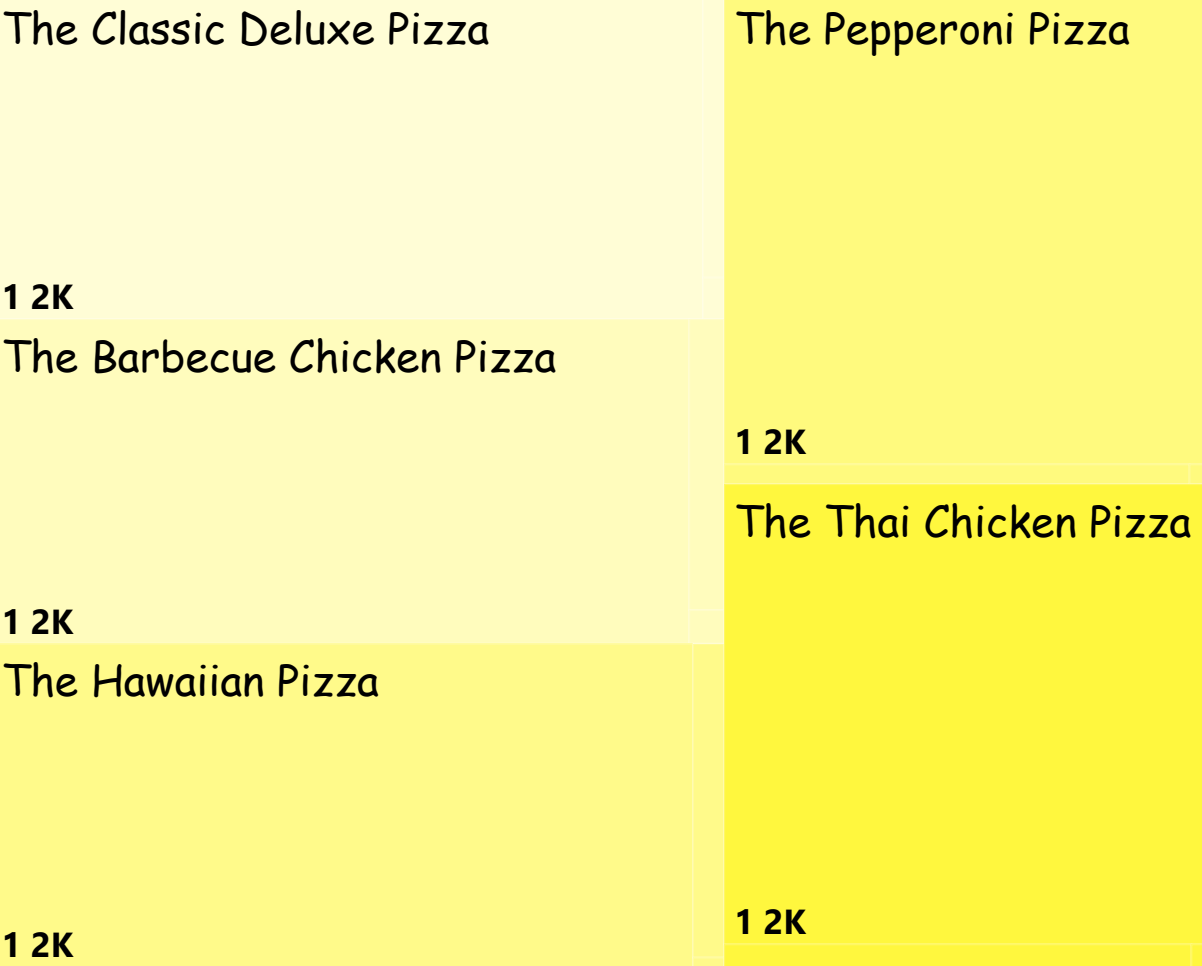 The Classic Deluxe Pizza
1 2K
The Barbecue Chicken Pizza
1 2K
The Hawaiian Pizza
1 2K
The Pepperoni Pizza
1 2K
The Thai Chicken Pizza
1 2K